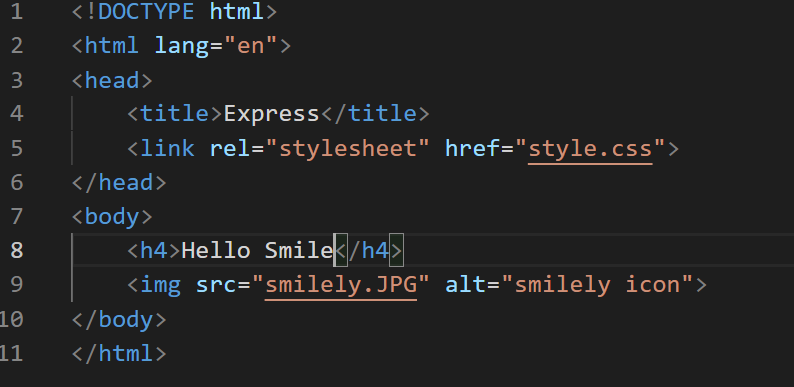 1 <!DOCTYPE html>
2 <html lang="en">
3 <head>
4     <title>Express</title>
5     <link rel="stylesheet" href="style.css">
6 </head>
7 <body>
8     <h4>Hello Smile</h4>
9     <img src="smilely.JPG" alt="smilely icon">
10 </body>
11 </html>